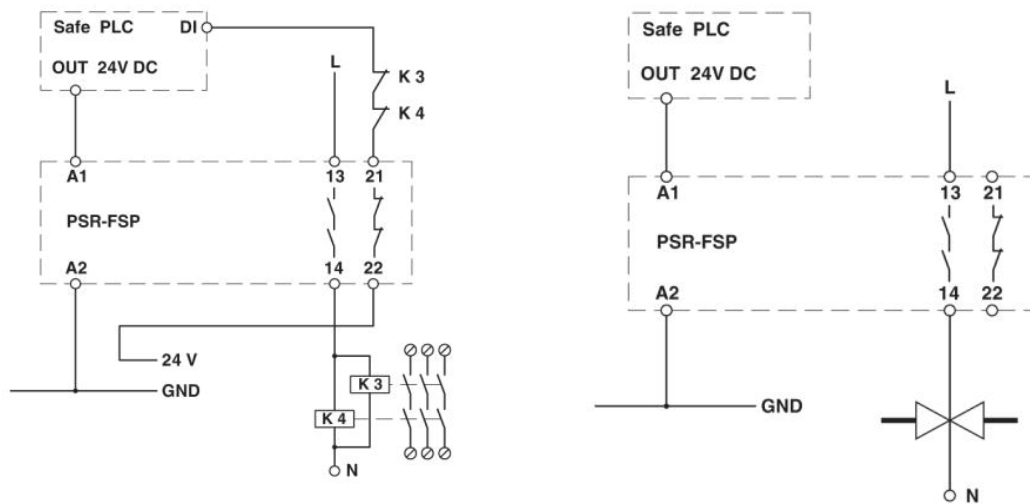 Safe PLC DI
OUT 24V DC
L
K 3
K 4
A1 13 21
PSR-FSP
A2 14 22
24 V
GND
K 3
K 4
N
Safe PLC
OUT 24V DC
L
A1 13 21
PSR-FSP
A2 14 22
GND
N